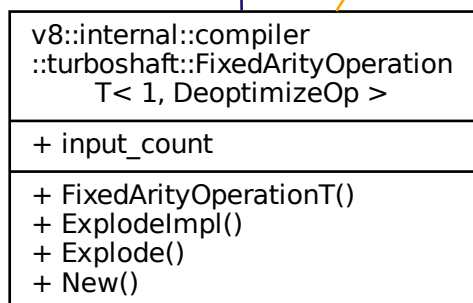 v8::internal::compiler
::turboshaft::FixedArityOperation
T< 1, DeoptimizeOp >
+ input_count
+ FixedArityOperationT()
+ ExplodeImpl()
+ Explode()
+ New()